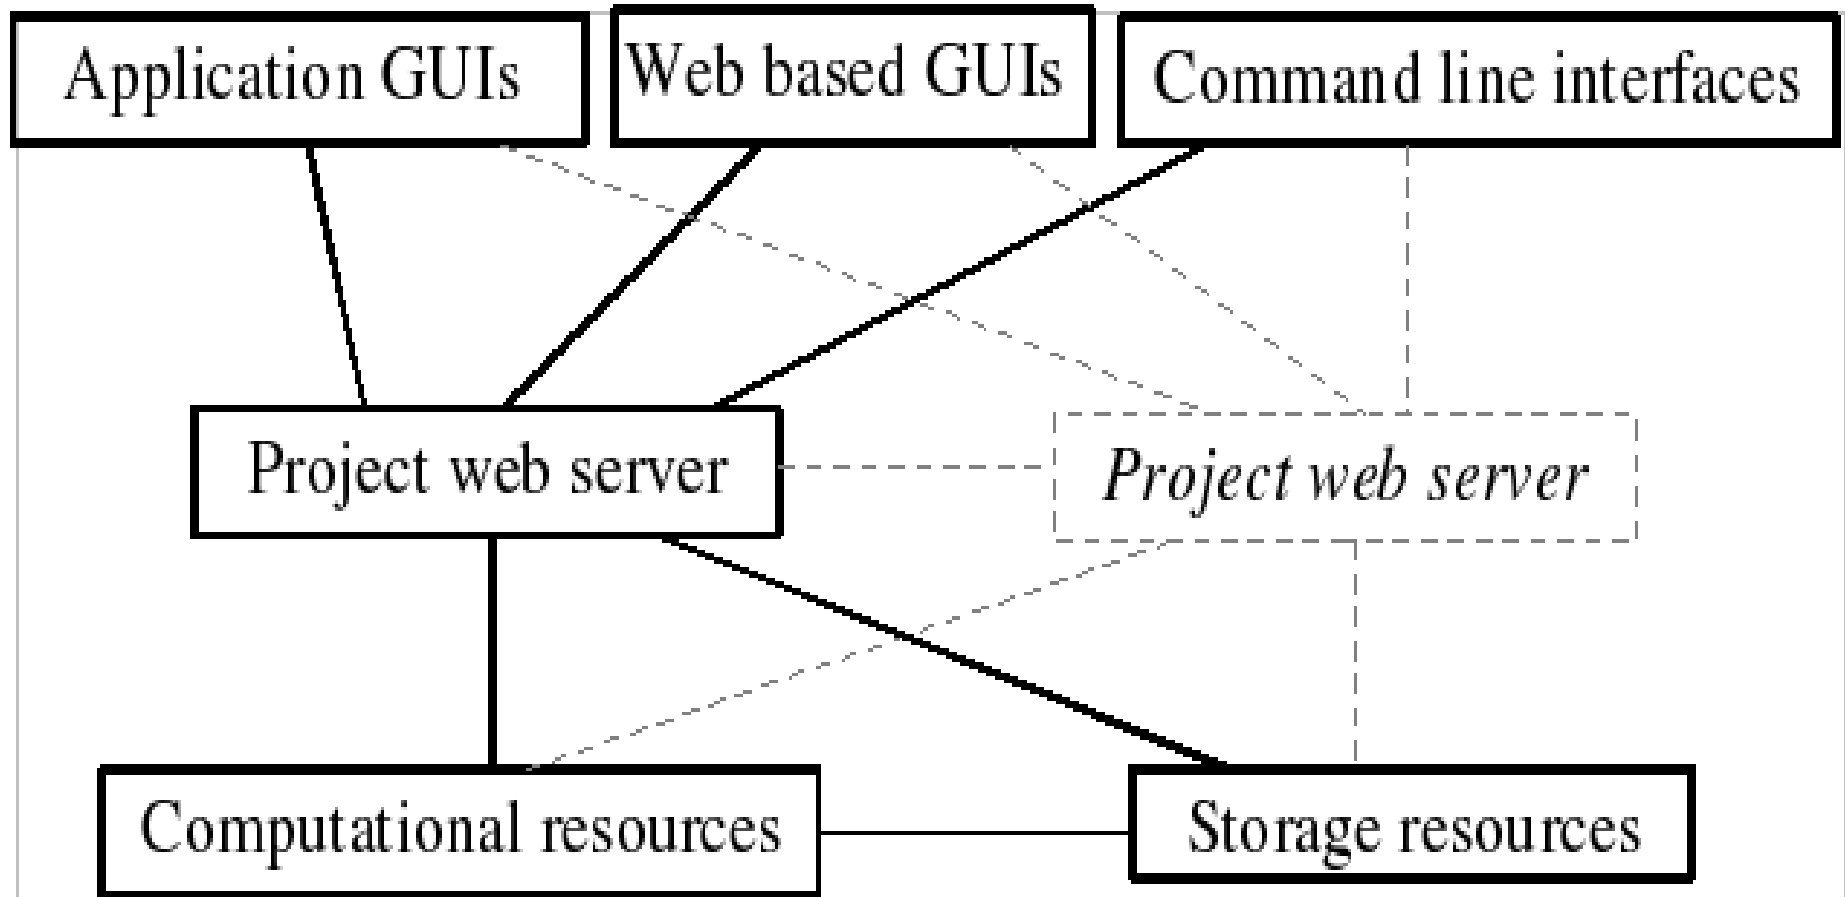 Application GUIs
Web based GUIs
Command line interfaces
Project web server
Project web server
Computational resources
Storage resources